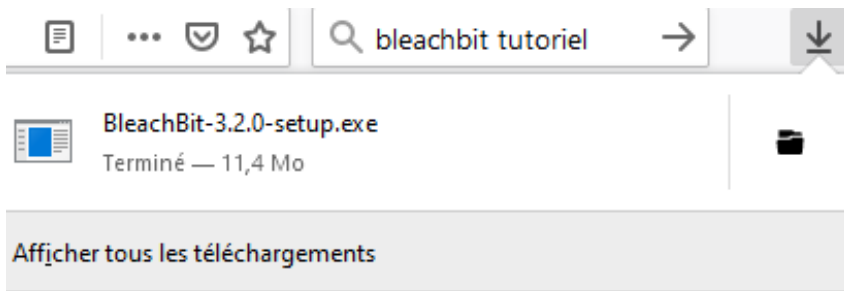 bleachbit tutoriel
BleachBit-3.2.0-setup.exe
Terminé — 11,4 Mo
Afficher tous les téléchargements